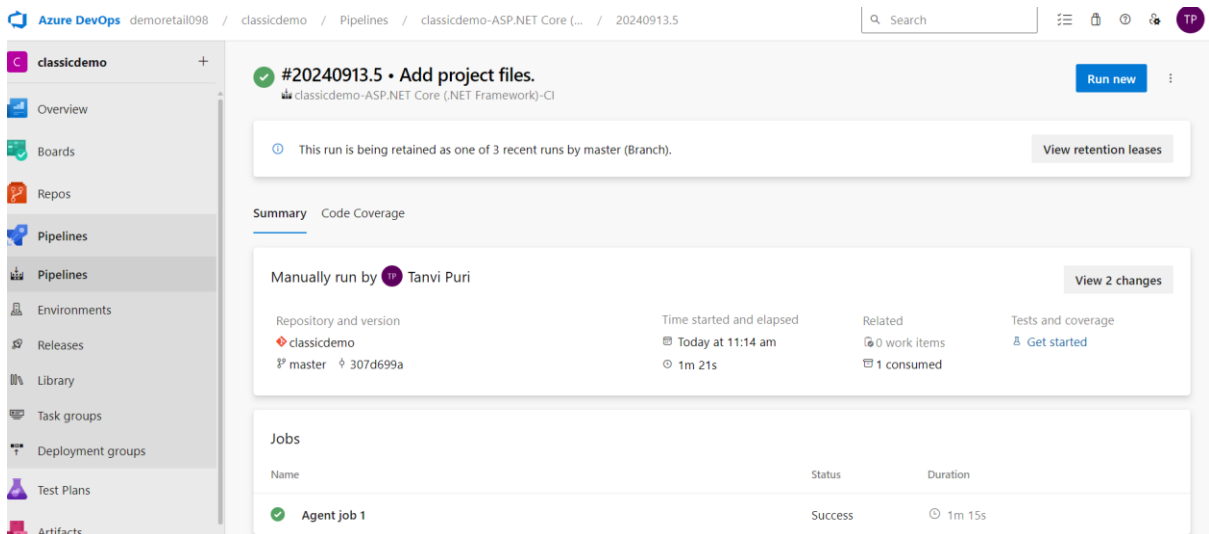 Azure DevOps demoretail098 / classicdemo / Pipelines / classicdemo-ASP.NET Core (... / 20240913.5
Search
TP
C classicdemo +
Overview
Boards
Repos
Pipelines
Pipelines
Environments
Releases
Library
Task groups
Deployment groups
Test Plans
Artifacts
#20240913.5 • Add project files.
classicdemo-ASP.NET Core (.NET Framework)-CI
Run new
This run is being retained as one of 3 recent runs by master (Branch).
View retention leases
Summary Code Coverage
Manually run by TP Tanvi Puri
View 2 changes
Repository and version
classicdemo
master 307d699a
Time started and elapsed
Today at 11:14 am
1m 21s
Related
0 work items
1 consumed
Tests and coverage
Get started
Jobs
Name Status Duration
Agent job 1 Success 1m 15s